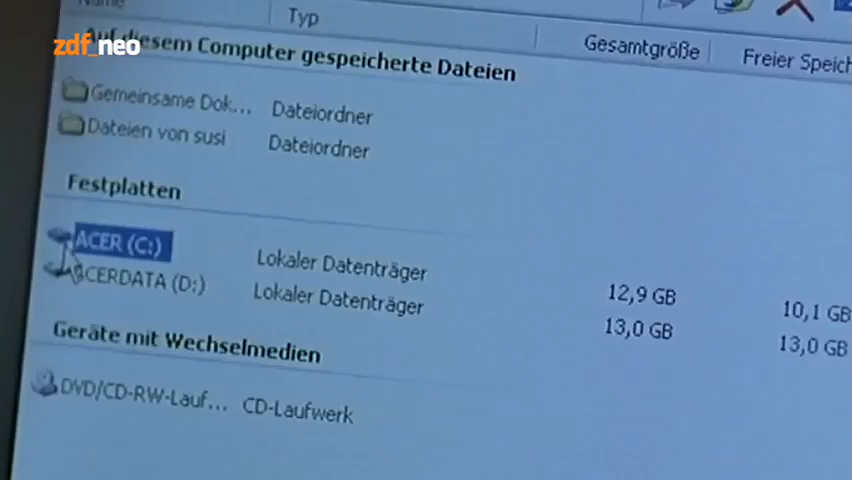 Name Typ Gesamtgröße Freier Speich
zdf_neo
Auf diesem Computer gespeicherte Dateien
Gemeinsame Dok... Dateiordner
Dateien von susi Dateiordner
Festplatten
ACER (C:) Lokaler Datenträger 12,9 GB 10,1 GB
ACERDATA (D:) Lokaler Datenträger 13,0 GB 13,0 GB
Geräte mit Wechselmedien
DVD/CD-RW-Lauf... CD-Laufwerk